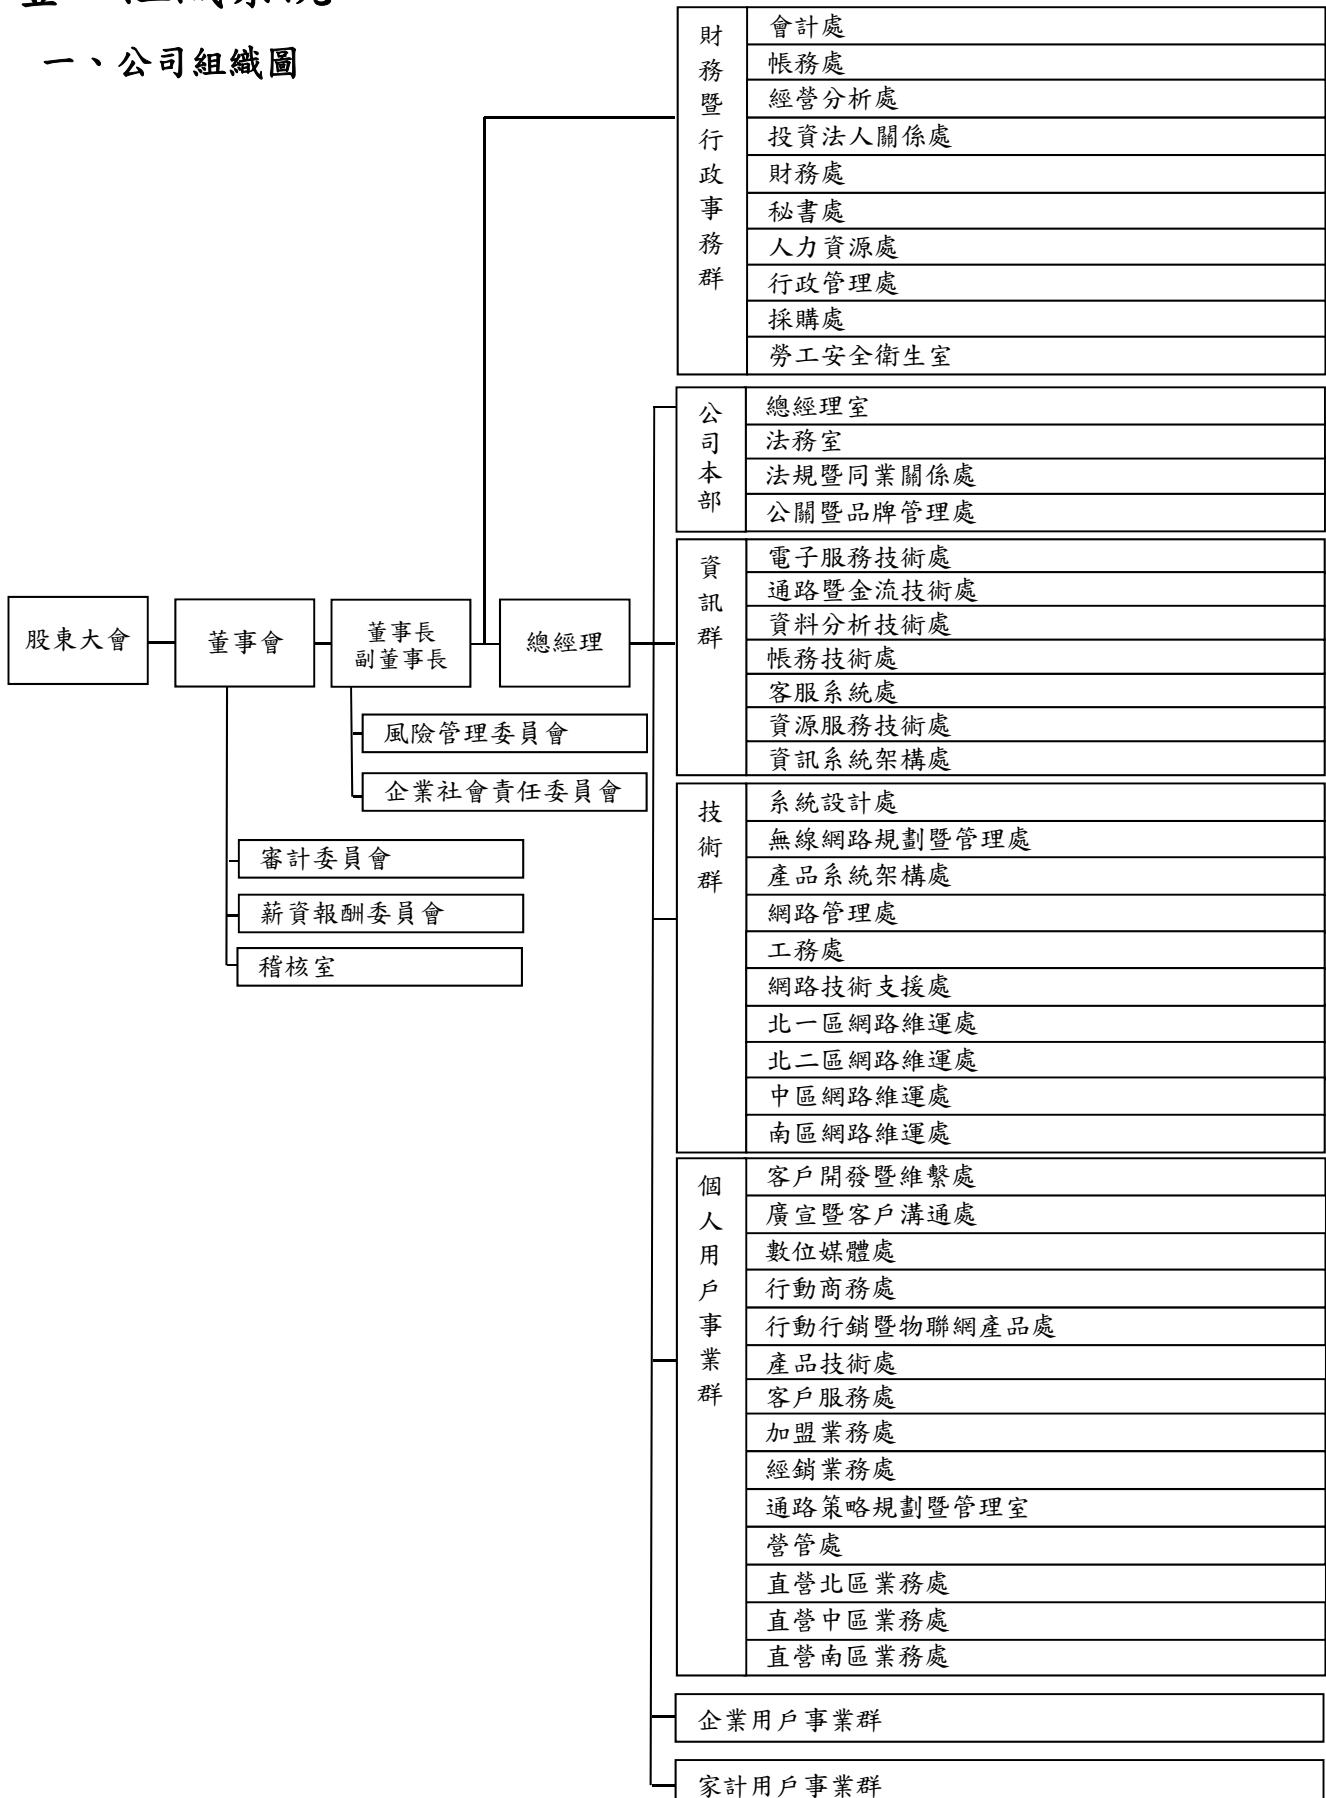 一、公司組織圖
財務暨行政事務群
會計處
帳務處
經營分析處
投資法人關係處
財務處
秘書處
人力資源處
行政管理處
採購處
勞工安全衛生室
公司本部
總經理室
法務室
法規暨同業關係處
公關暨品牌管理處
資訊群
電子服務技術處
通路暨金流技術處
資料分析技術處
帳務技術處
客服系統處
資源服務技術處
資訊系統架構處
股東大會
董事會
董事長
副董事長
總經理
風險管理委員會
企業社會責任委員會
審計委員會
薪資報酬委員會
稽核室
技術群
系統設計處
無線網路規劃暨管理處
產品系統架構處
網路管理處
工務處
網路技術支援處
北一區網路維運處
北二區網路維運處
中區網路維運處
南區網路維運處
個人用戶事業群
客戶開發暨維繫處
廣宣暨客戶溝通處
數位媒體處
行動商務處
行動行銷暨物聯網產品處
產品技術處
客戶服務處
加盟業務處
經銷業務處
通路策略規劃暨管理室
營管處
直營北區業務處
直營中區業務處
直營南區業務處
企業用戶事業群
家計用戶事業群